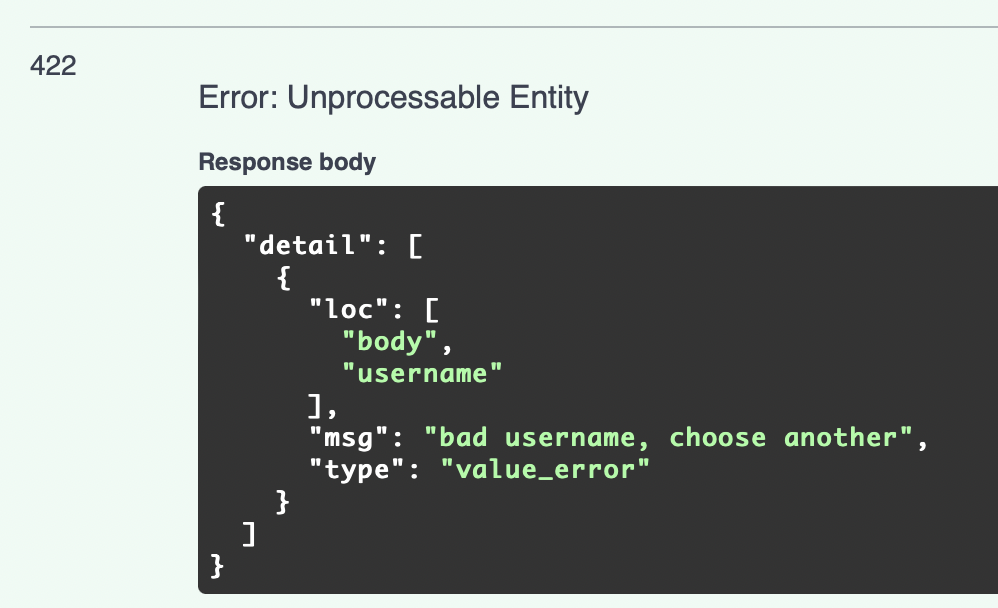 422
Error: Unprocessable Entity
Response body
{
  "detail": [
    {
      "loc": [
        "body",
        "username"
      ],
      "msg": "bad username, choose another",
      "type": "value_error"
    }
  ]
}